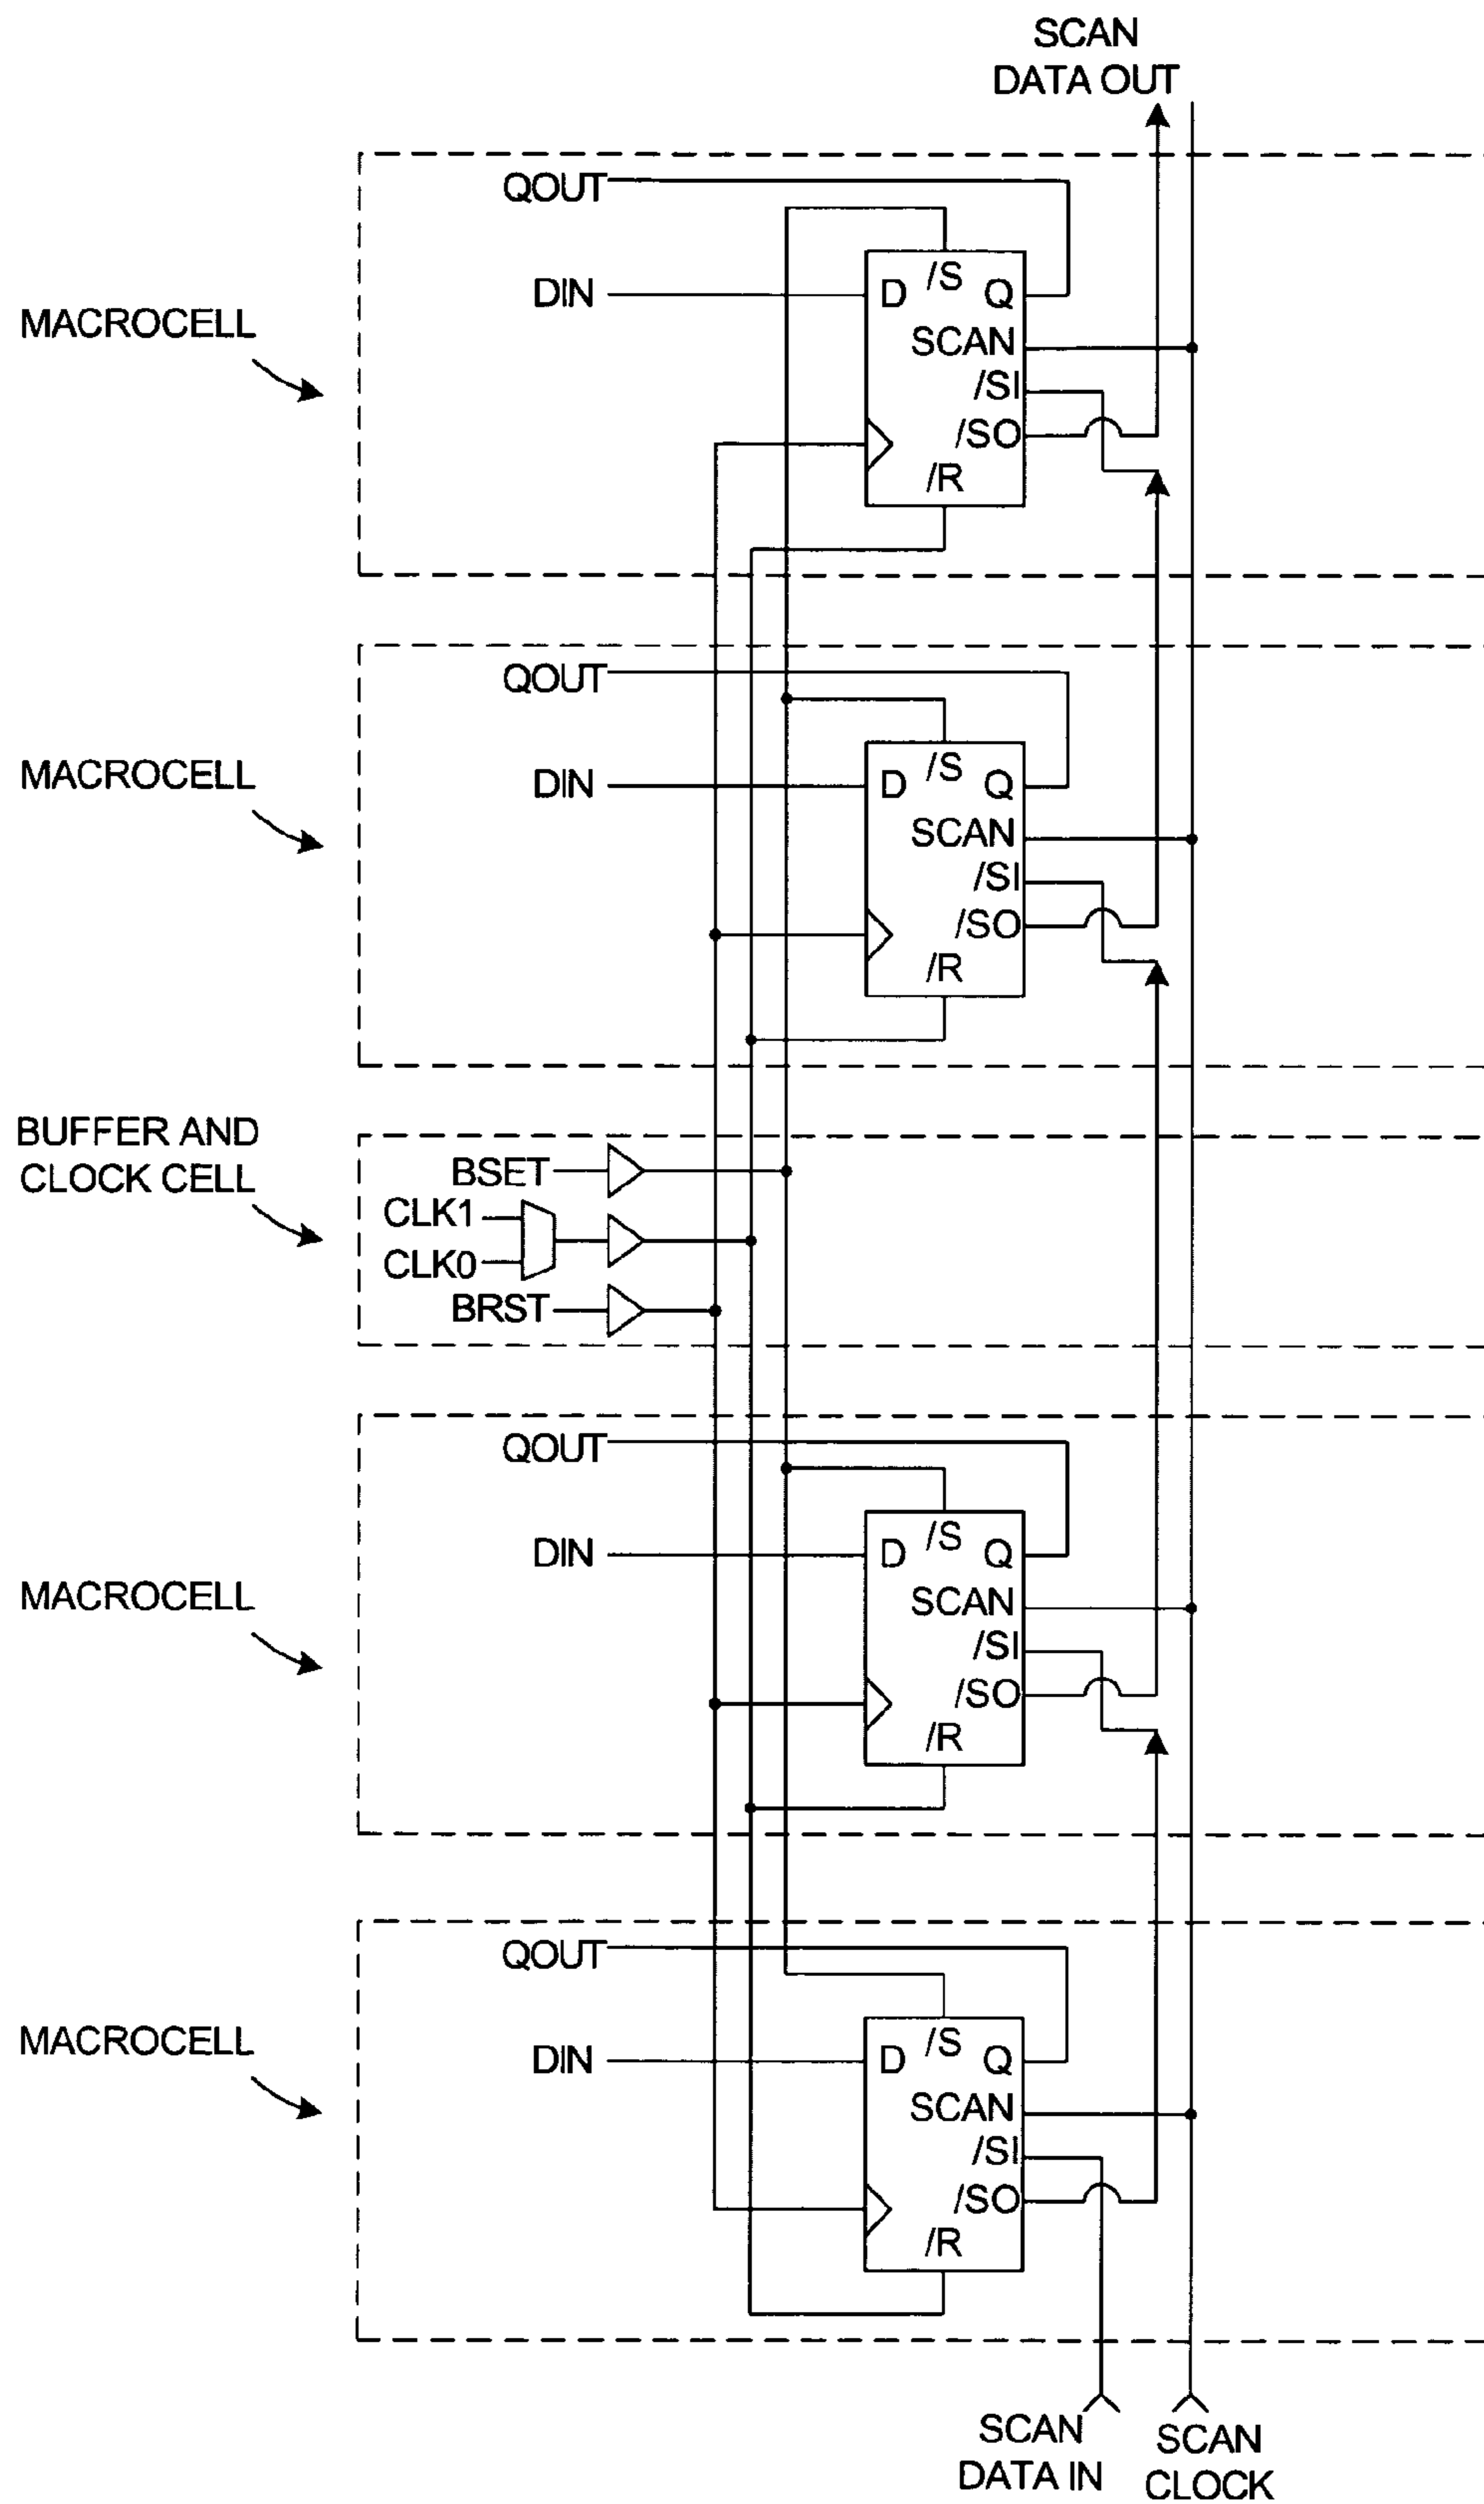 SCAN
DATA OUT
QOUT
DIN
D
/S
Q
SCAN
/SI
/SO
/R
MACROCELL
QOUT
DIN
D
/S
Q
SCAN
/SI
/SO
/R
MACROCELL
BUFFER AND
CLOCK CELL
BSET
CLK1
CLK0
BRST
QOUT
DIN
D
/S
Q
SCAN
/SI
/SO
/R
MACROCELL
QOUT
DIN
D
/S
Q
SCAN
/SI
/SO
/R
MACROCELL
SCAN
DATA IN
SCAN
CLOCK